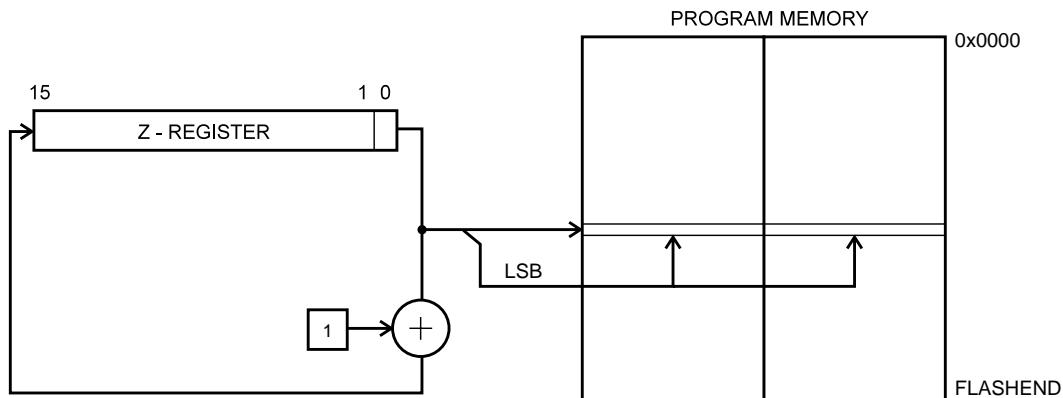 PROGRAM MEMORY
0x0000
15 1 0
Z - REGISTER
LSB
1
FLASHEND